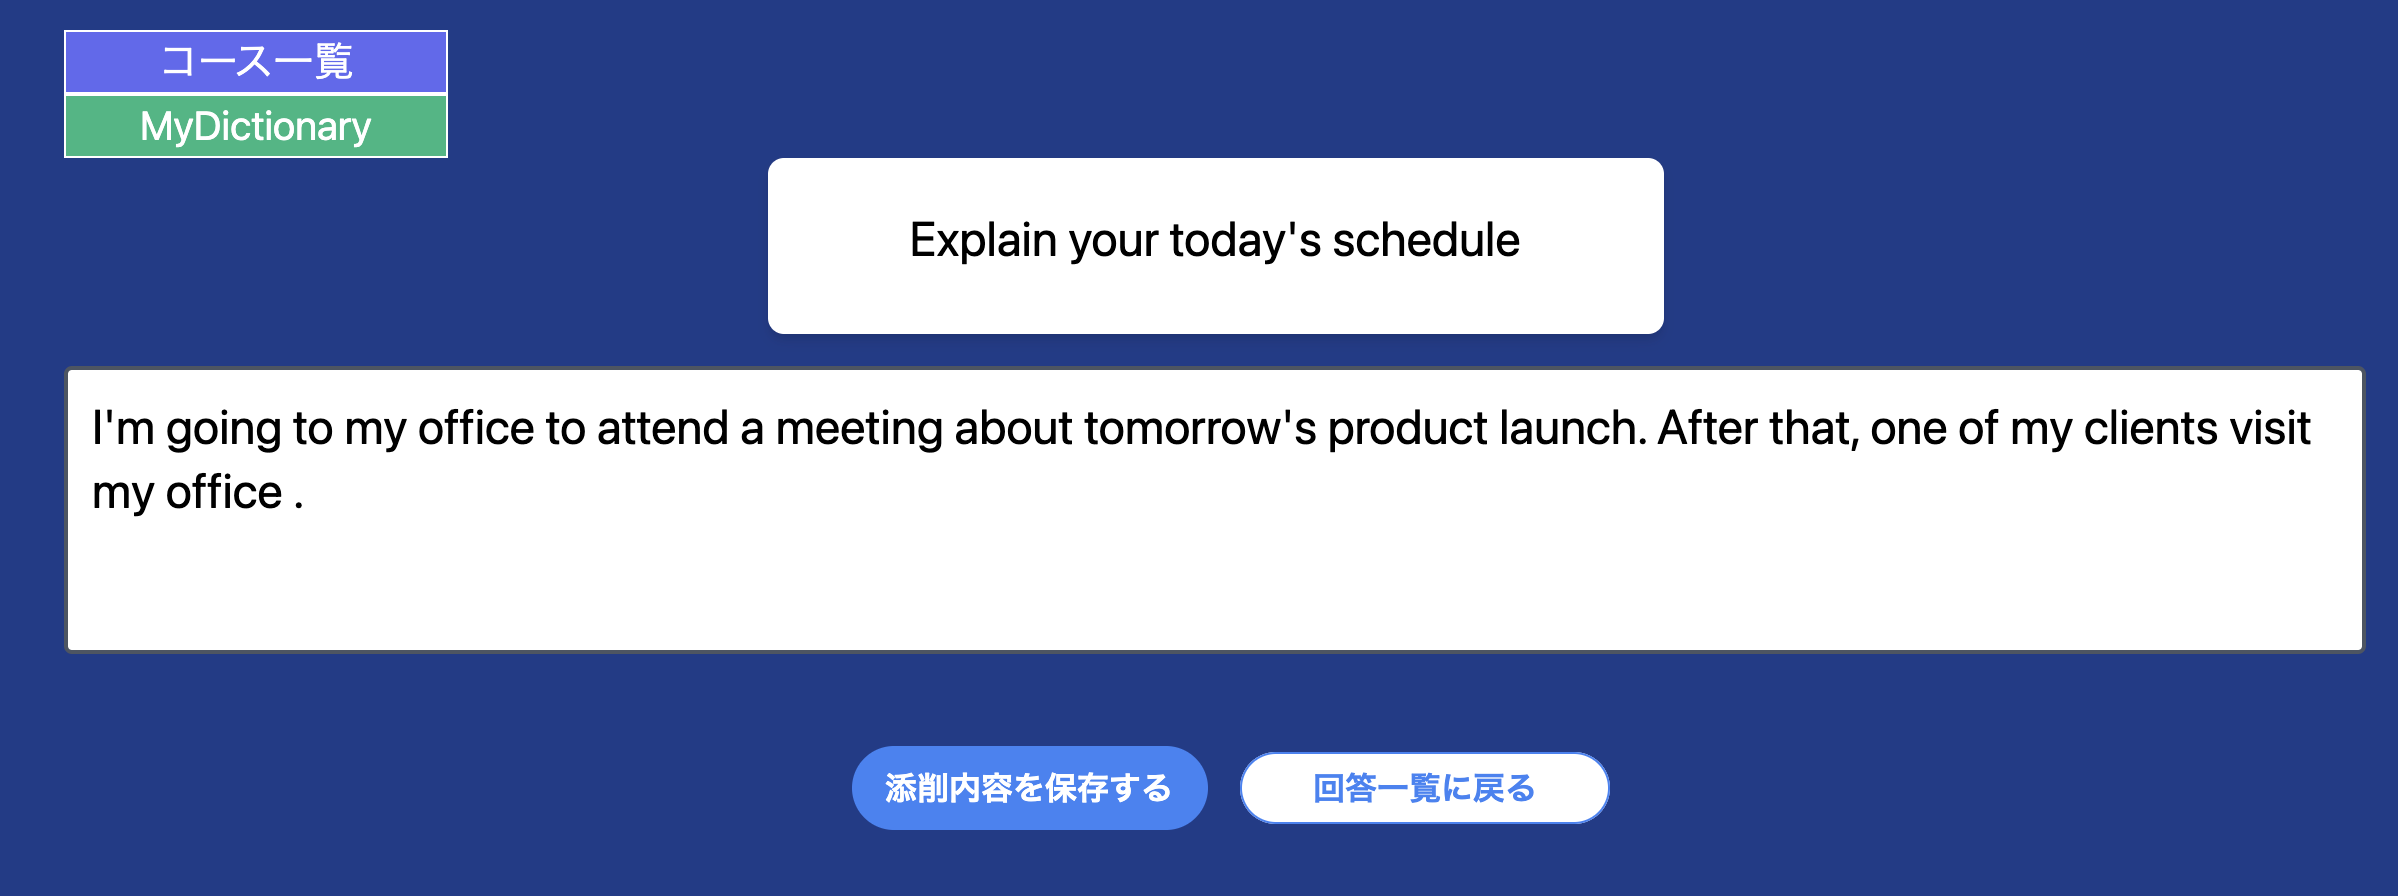 コース一覧
MyDictionary
Explain your today's schedule
I'm going to my office to attend a meeting about tomorrow's product launch. After that, one of my clients visit
my office .
添削内容を保存する
回答一覧に戻る